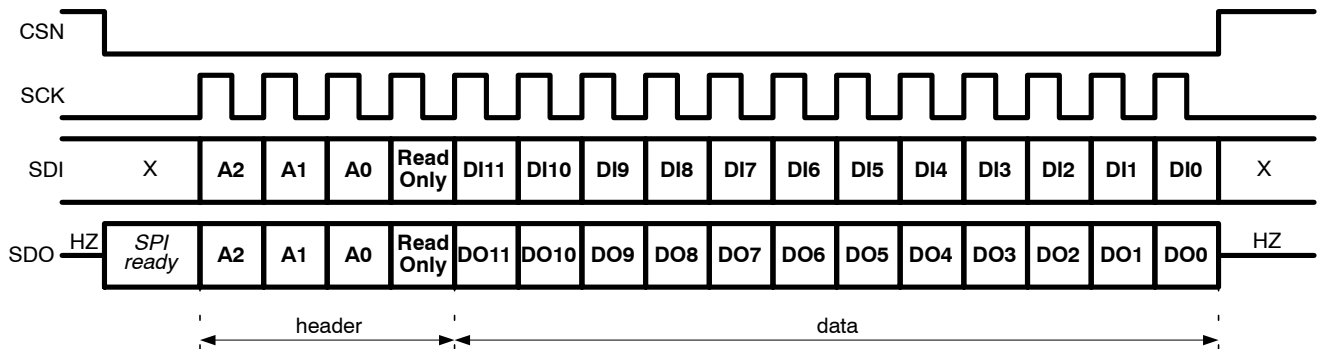 CSN
SCK
SDI X A2 A1 A0 Read Only DI11 DI10 DI9 DI8 DI7 DI6 DI5 DI4 DI3 DI2 DI1 DI0 X
SDO HZ SPI ready A2 A1 A0 Read Only DO11 DO10 DO9 DO8 DO7 DO6 DO5 DO4 DO3 DO2 DO1 DO0 HZ
header data